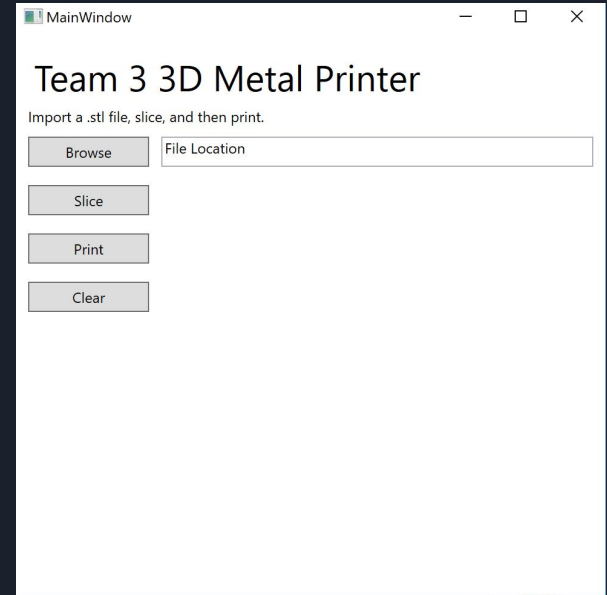 MainWindow
Team 3 3D Metal Printer
Import a .stl file, slice, and then print.
Browse File Location
Slice
Print
Clear